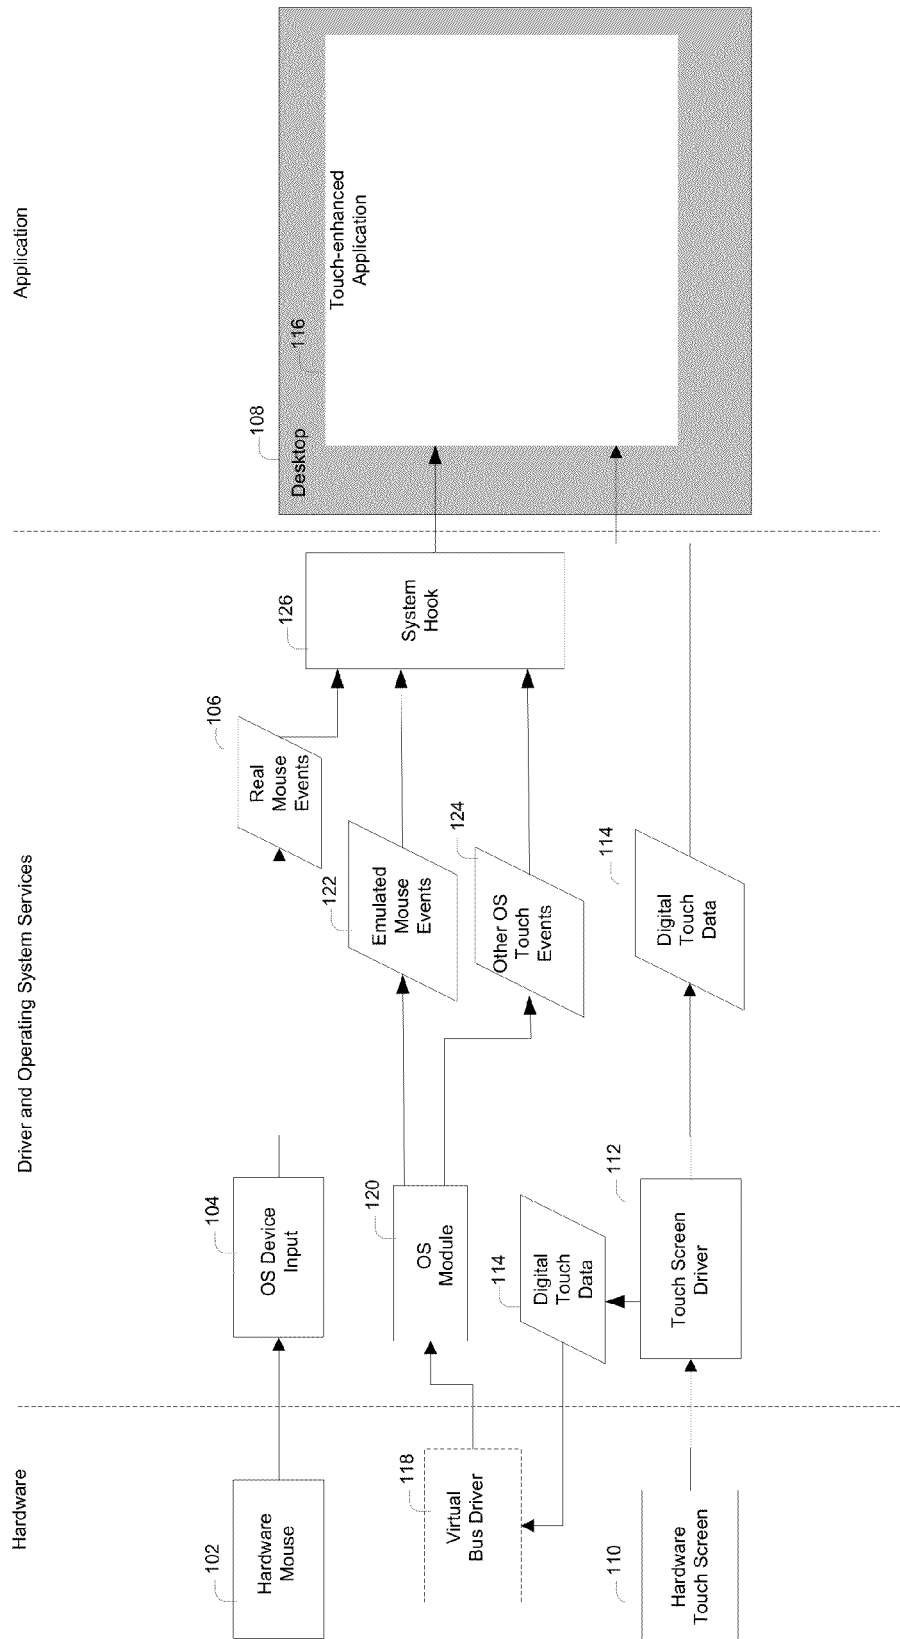 Hardware
Driver and Operating System Services
Application
102
Hardware
Mouse
104
OS Device
Input
106
Real
Mouse
Events
108
Desktop
116
Touch-enhanced
Application
118
Virtual
Bus Driver
120
OS
Module
122
Emulated
Mouse
Events
124
Other OS
Touch
Events
126
System
Hook
114
Digital
Touch
Data
110
Hardware
Touch Screen
112
Touch Screen
Driver
114
Digital
Touch
Data